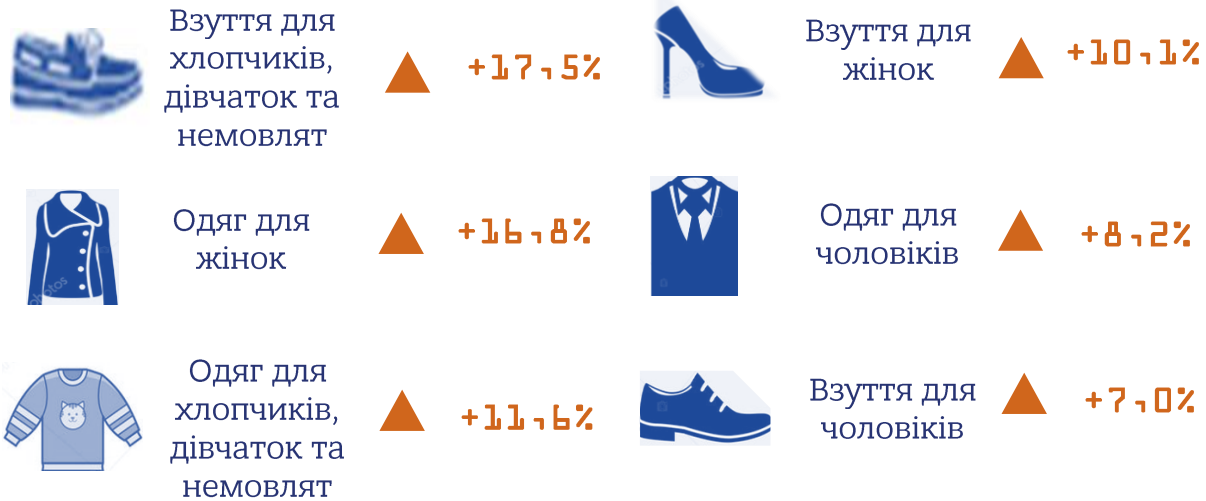 Взуття для
хлопчиків,
дівчаток та
немовлят
+17,5%
Взуття для
жінок
+10,1%
Одяг для
жінок
+16,8%
Одяг для
чоловіків
+8,2%
Одяг для
хлопчиків,
дівчаток та
немовлят
+11,6%
Взуття для
чоловіків
+7,0%